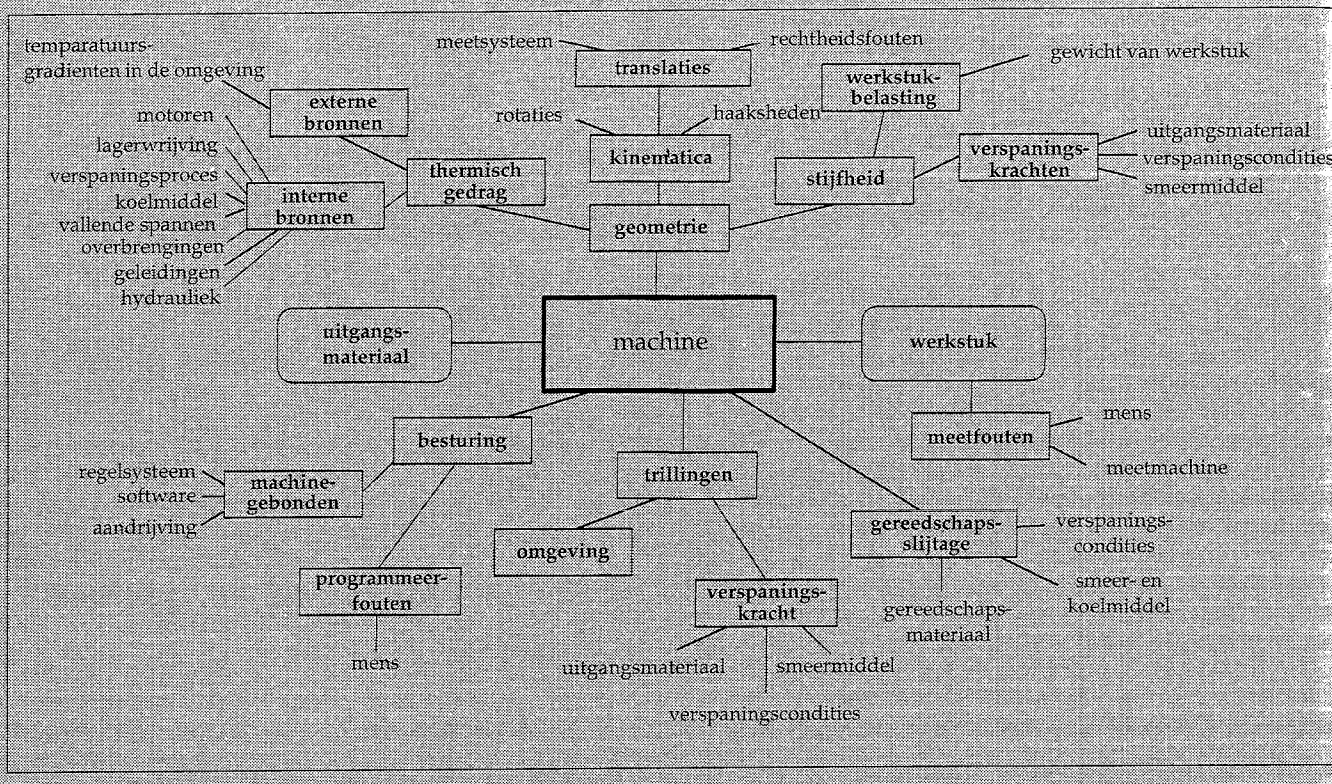 temparatuurs-
gradienten in de omgeving
externe
bronnen
motoren
lagerwrijving
verspaningsproces
koelmiddel
vallende spannen
overbrengingen
geleidingen
hydrauliek
interne
bronnen
thermisch
gedrag
meetsysteem
rechtheidsfouten
translaties
rotaties
haaksheden
kinematica
geometrie
werkstuk-
belasting
gewicht van werkstuk
stijfheid
verspanings-
krachten
uitgangsmateriaal
verspaningscondities
smeermiddel
uitgangs-
materiaal
machine
werkstuk
meetfouten
mens
meetmachine
besturing
regelsysteem
software
aandrijving
machine-
gebonden
programmeer-
fouten
mens
trillingen
omgeving
verspanings-
kracht
uitgangsmateriaal
smeermiddel
verspaningscondities
gereedschaps-
slijtage
verspanings-
condities
smeer- en
koelmiddel
gereedschaps-
materiaal